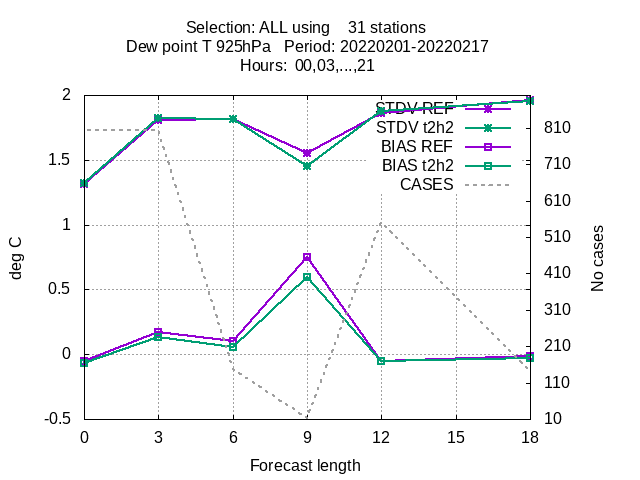 Selection: ALL using 31 stations
Dew point T 925hPa Period: 20220201-20220217
Hours: 00,03,...,21
STDV REF
STDV t2h2
BIAS REF
BIAS t2h2
CASES
2
1.5
1
0.5
0
-0.5
deg C
810
710
610
510
410
310
210
110
10
No cases
0 3 6 9 12 15 18
Forecast length